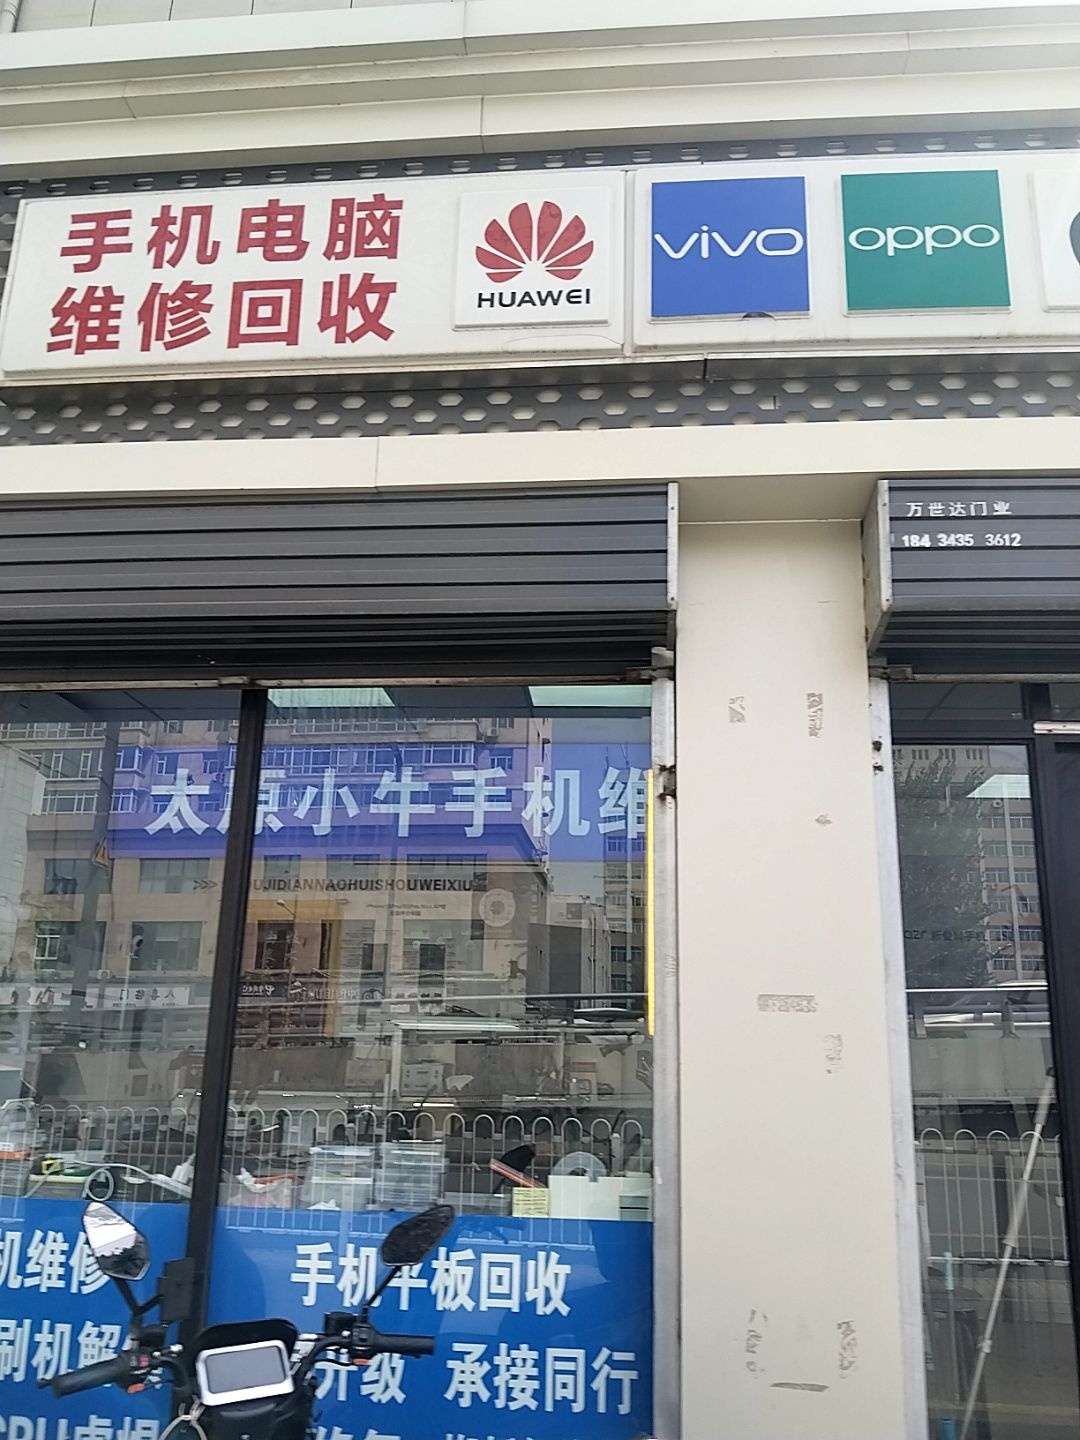 手机电脑
维修回收
HUAWEI
vivo
oppo
万世达门业
184 3435 3612
太原小牛手机维
UJIDIANNAOHUISHOUWEIXIU
机维修
手机平板回收
刷机解
升级 承接同行